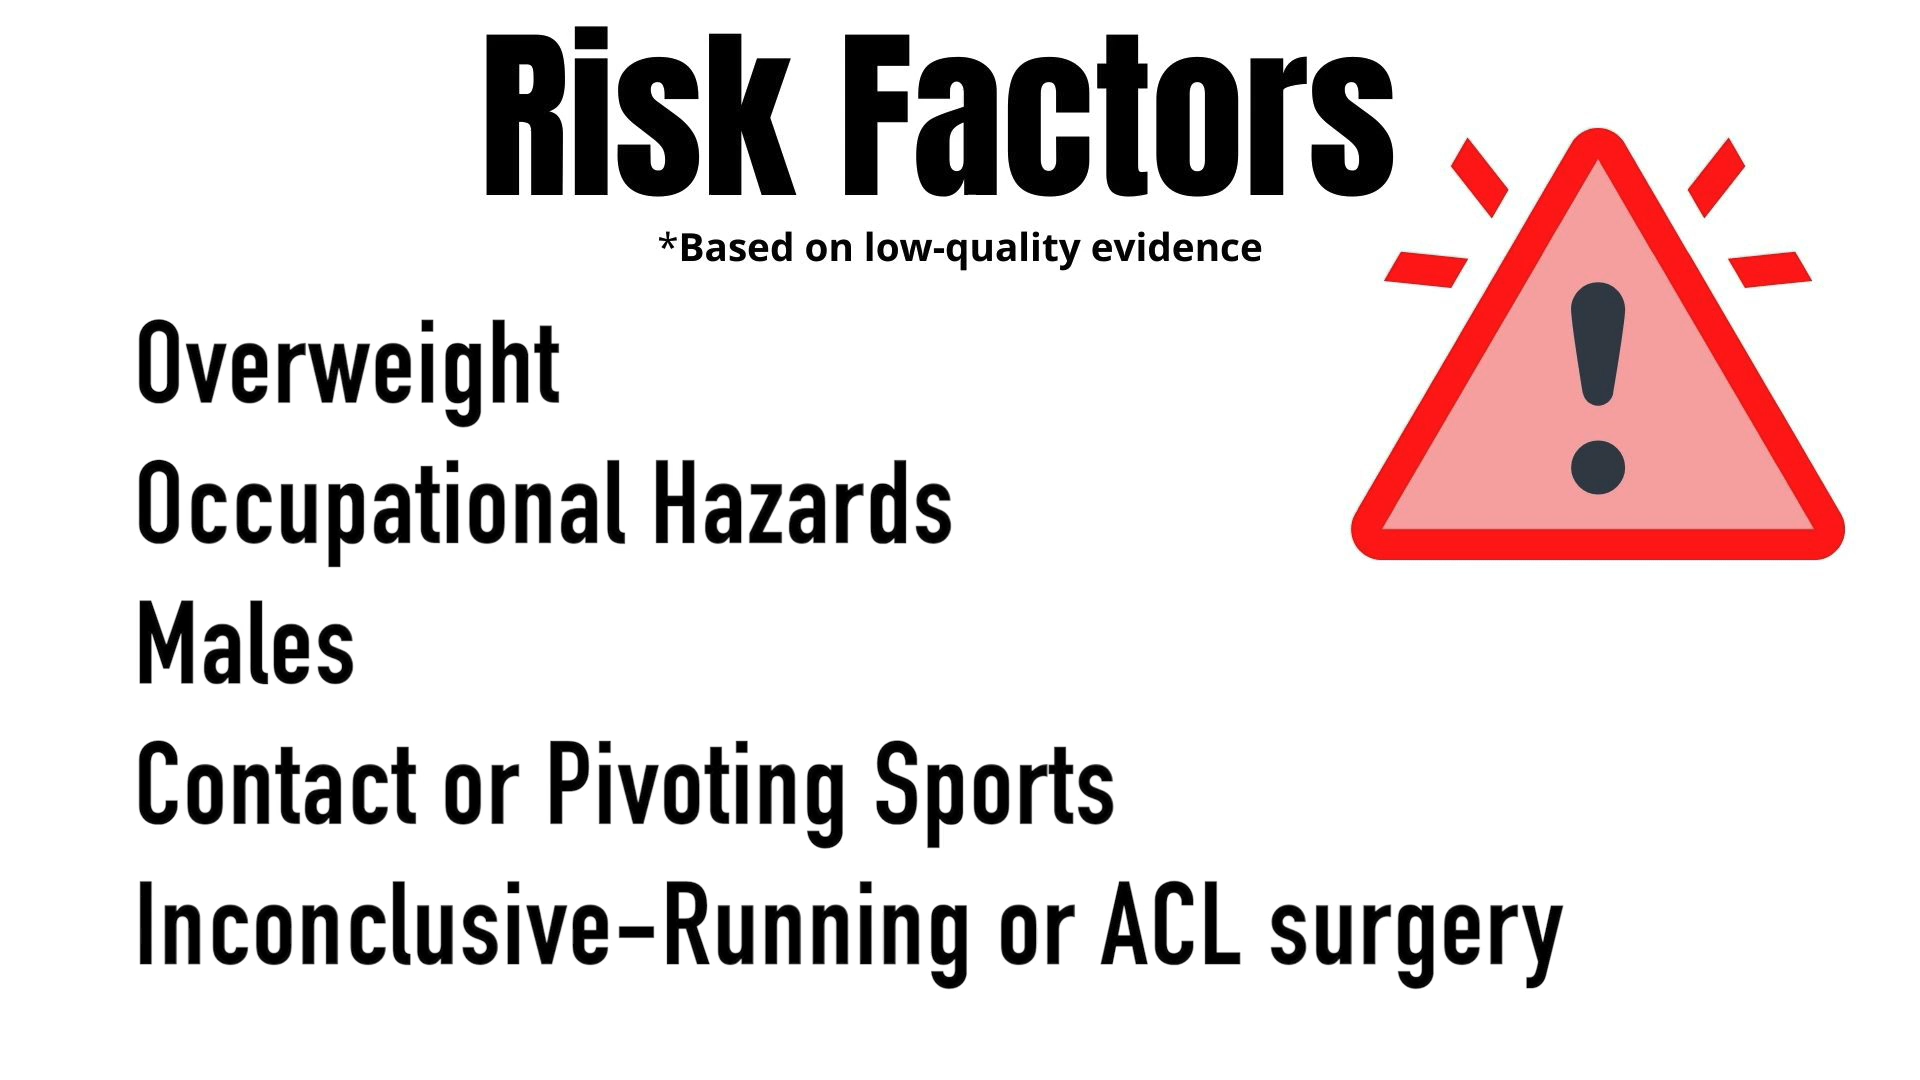 Risk Factors
*Based on low-quality evidence
Overweight
Occupational Hazards
Males
Contact or Pivoting Sports
Inconclusive-Running or ACL surgery